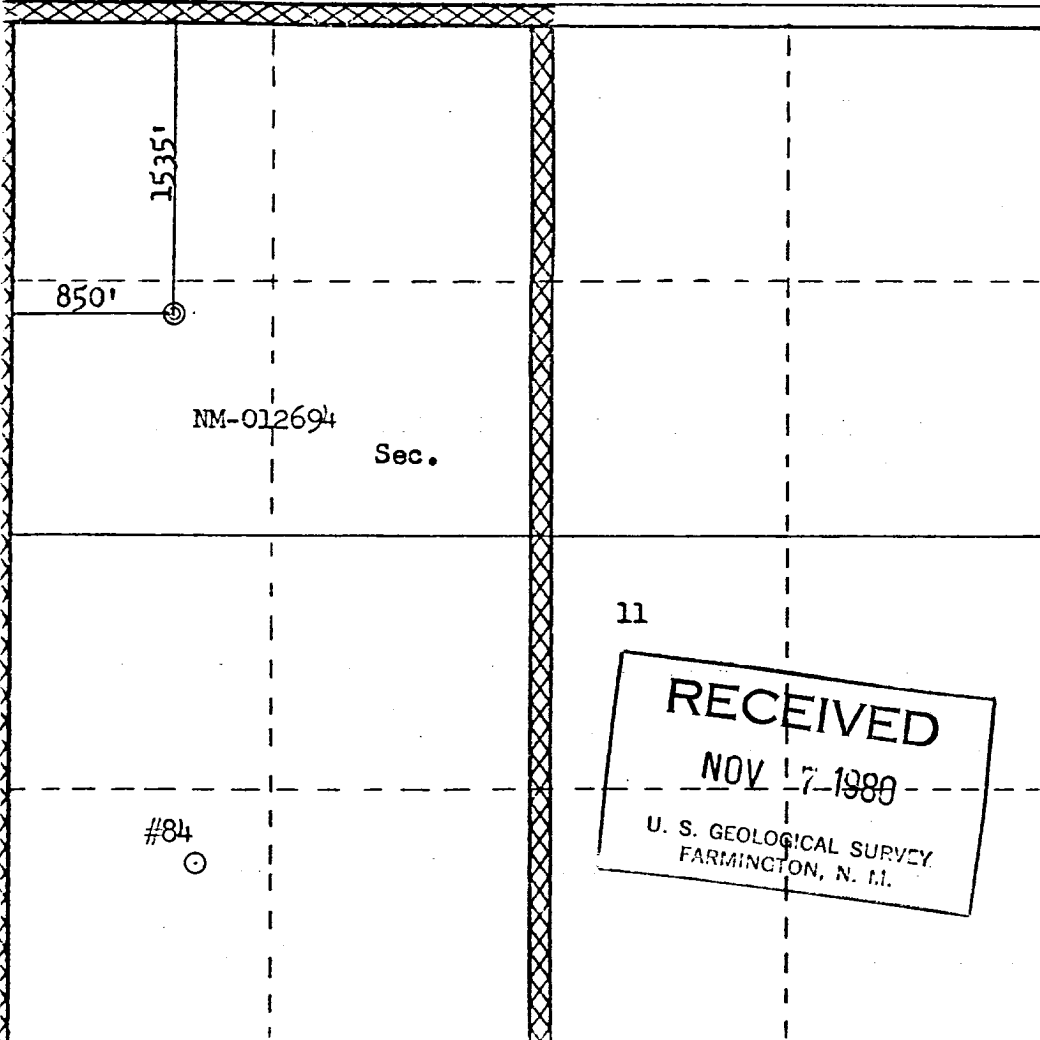 1535'
850'
NM-012694
Sec.
11
RECEIVED
NOV 7 1980
U. S. GEOLOGICAL SURVEY
FARMINGTON, N. M.
#84